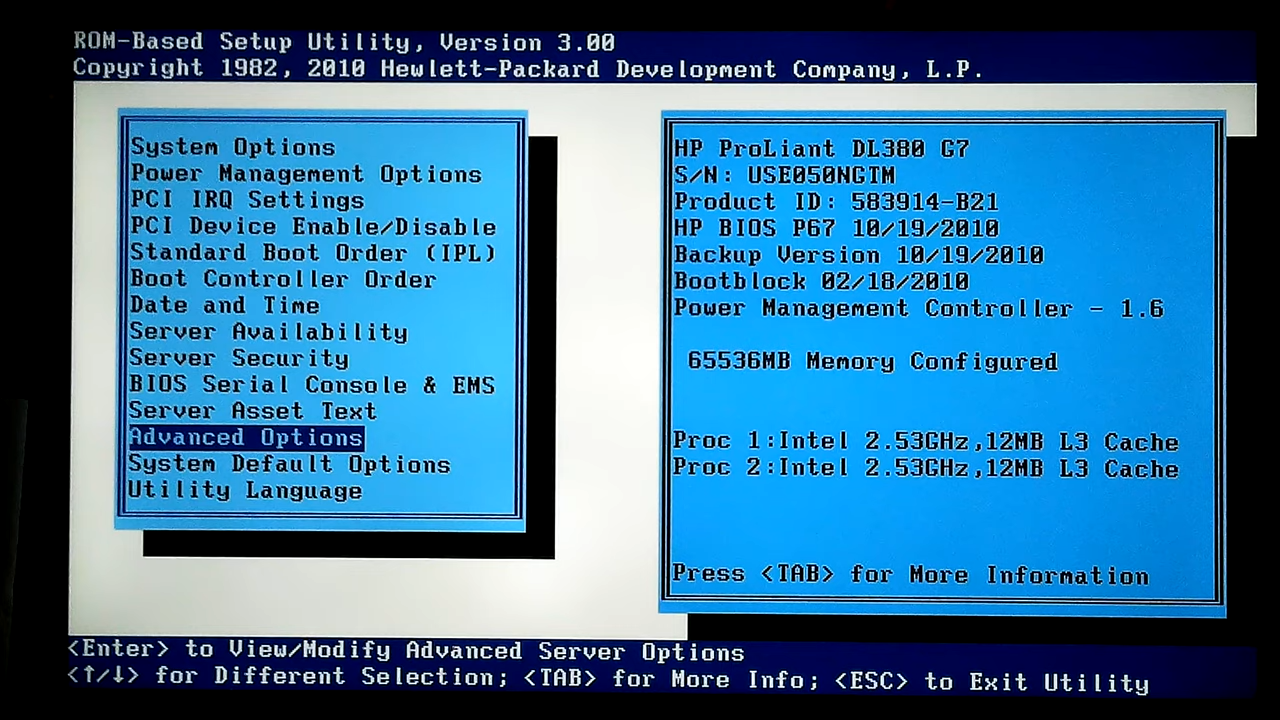 ROM-Based Setup Utility, Version 3.00
Copyright 1982, 2010 Hewlett-Packard Development Company, L.P.
System Options
Power Management Options
PCI IRQ Settings
PCI Device Enable/Disable
Standard Boot Order (IPL)
Boot Controller Order
Date and Time
Server Availability
Server Security
BIOS Serial Console & EMS
Server Asset Text
Advanced Options
System Default Options
Utility Language
HP ProLiant DL380 G7
S/N: USE050NGTM
Product ID: 583914-B21
HP BIOS P67 10/19/2010
Backup Version 10/19/2010
Bootblock 02/18/2010
Power Management Controller - 1.6
65536MB Memory Configured
Proc 1:Intel 2.53GHz,12MB L3 Cache
Proc 2:Intel 2.53GHz,12MB L3 Cache
Press <TAB> for More Information
<Enter> to View/Modify Advanced Server Options
<↑/↓> for Different Selection; <TAB> for More Info; <ESC> to Exit Utility